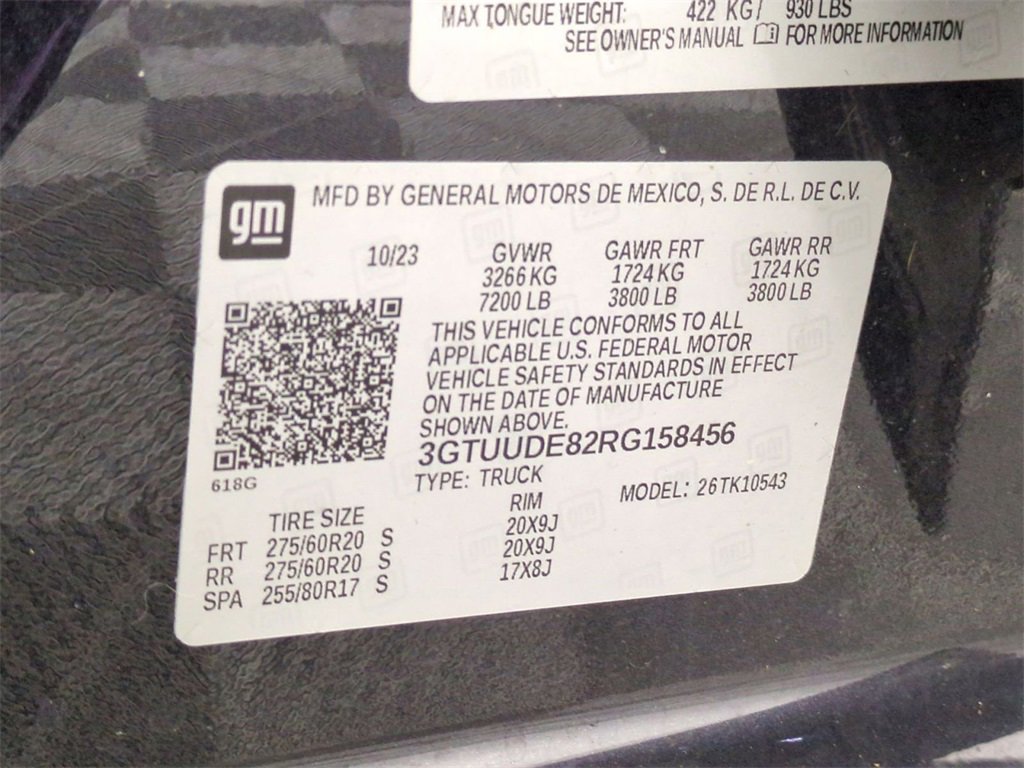 MAX TONGUE WEIGHT: 422 KG/ 930 LBS
SEE OWNER'S MANUAL FOR MORE INFORMATION
gm
MFD BY GENERAL MOTORS DE MEXICO, S. DE R.L. DE C.V.
10/23 GVWR GAWR FRT GAWR RR
3266 KG 1724 KG 1724 KG
7200 LB 3800 LB 3800 LB
THIS VEHICLE CONFORMS TO ALL
APPLICABLE U.S. FEDERAL MOTOR
VEHICLE SAFETY STANDARDS IN EFFECT
ON THE DATE OF MANUFACTURE
SHOWN ABOVE.
3GTUUDE82RG158456
618G
TYPE: TRUCK MODEL: 26TK10543
TIRE SIZE RIM
FRT 275/60R20 S 20X9J
RR 275/60R20 S 20X9J
SPA 255/80R17 S 17X8J